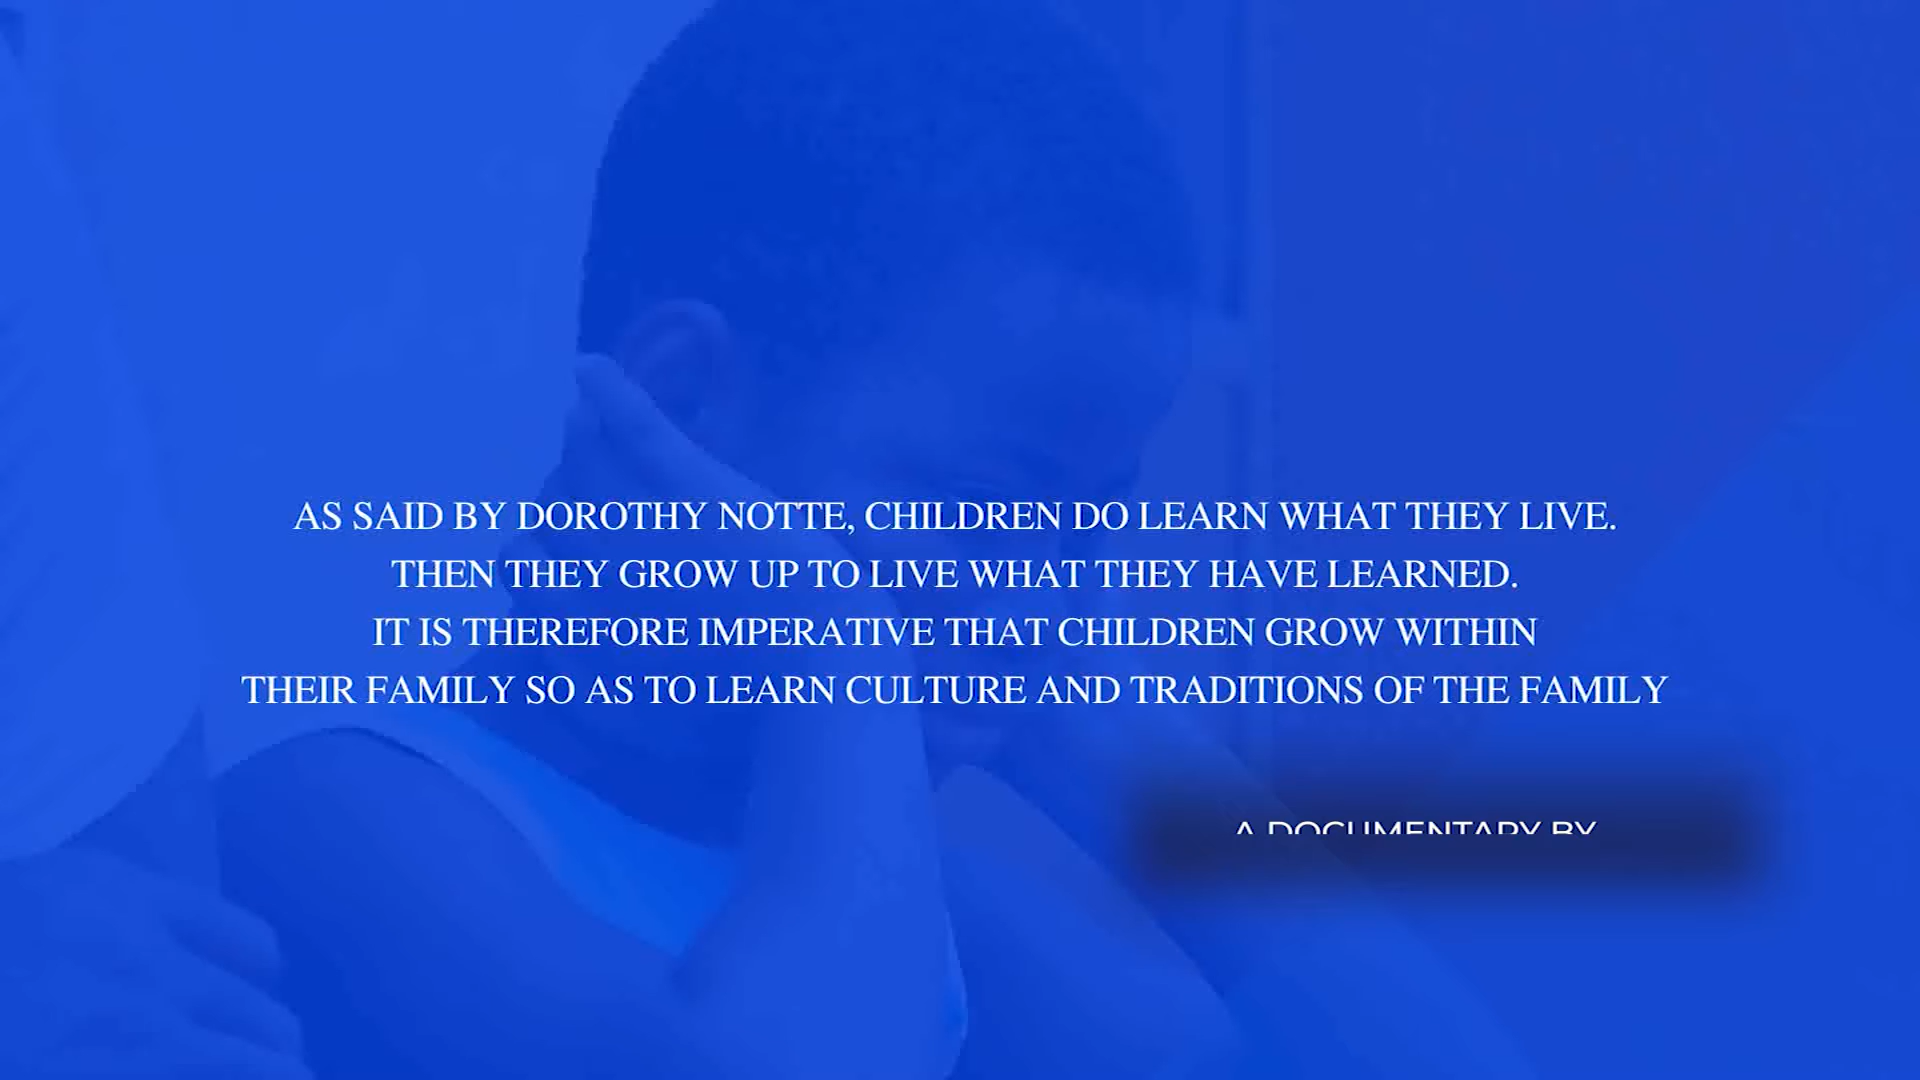 AS SAID BY DOROTHY NOTTE, CHILDREN DO LEARN WHAT THEY LIVE.
THEN THEY GROW UP TO LIVE WHAT THEY HAVE LEARNED.
IT IS THEREFORE IMPERATIVE THAT CHILDREN GROW WITHIN
THEIR FAMILY SO AS TO LEARN CULTURE AND TRADITIONS OF THE FAMILY
A DOCUMENTARY BY